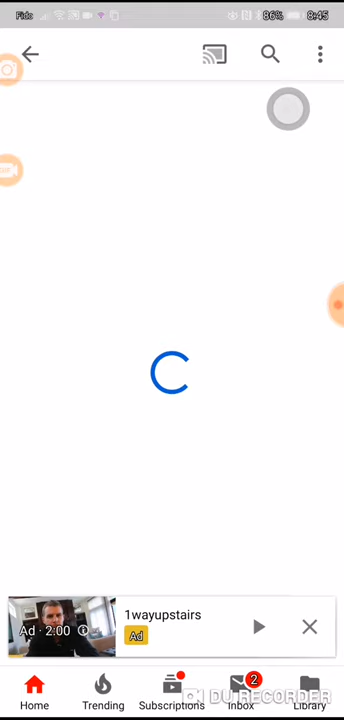 Fido 86% 8:45
1wayupstairs
Ad · 2:00
Ad
2
Home Trending Subscriptions Inbox Library
DU RECORDER